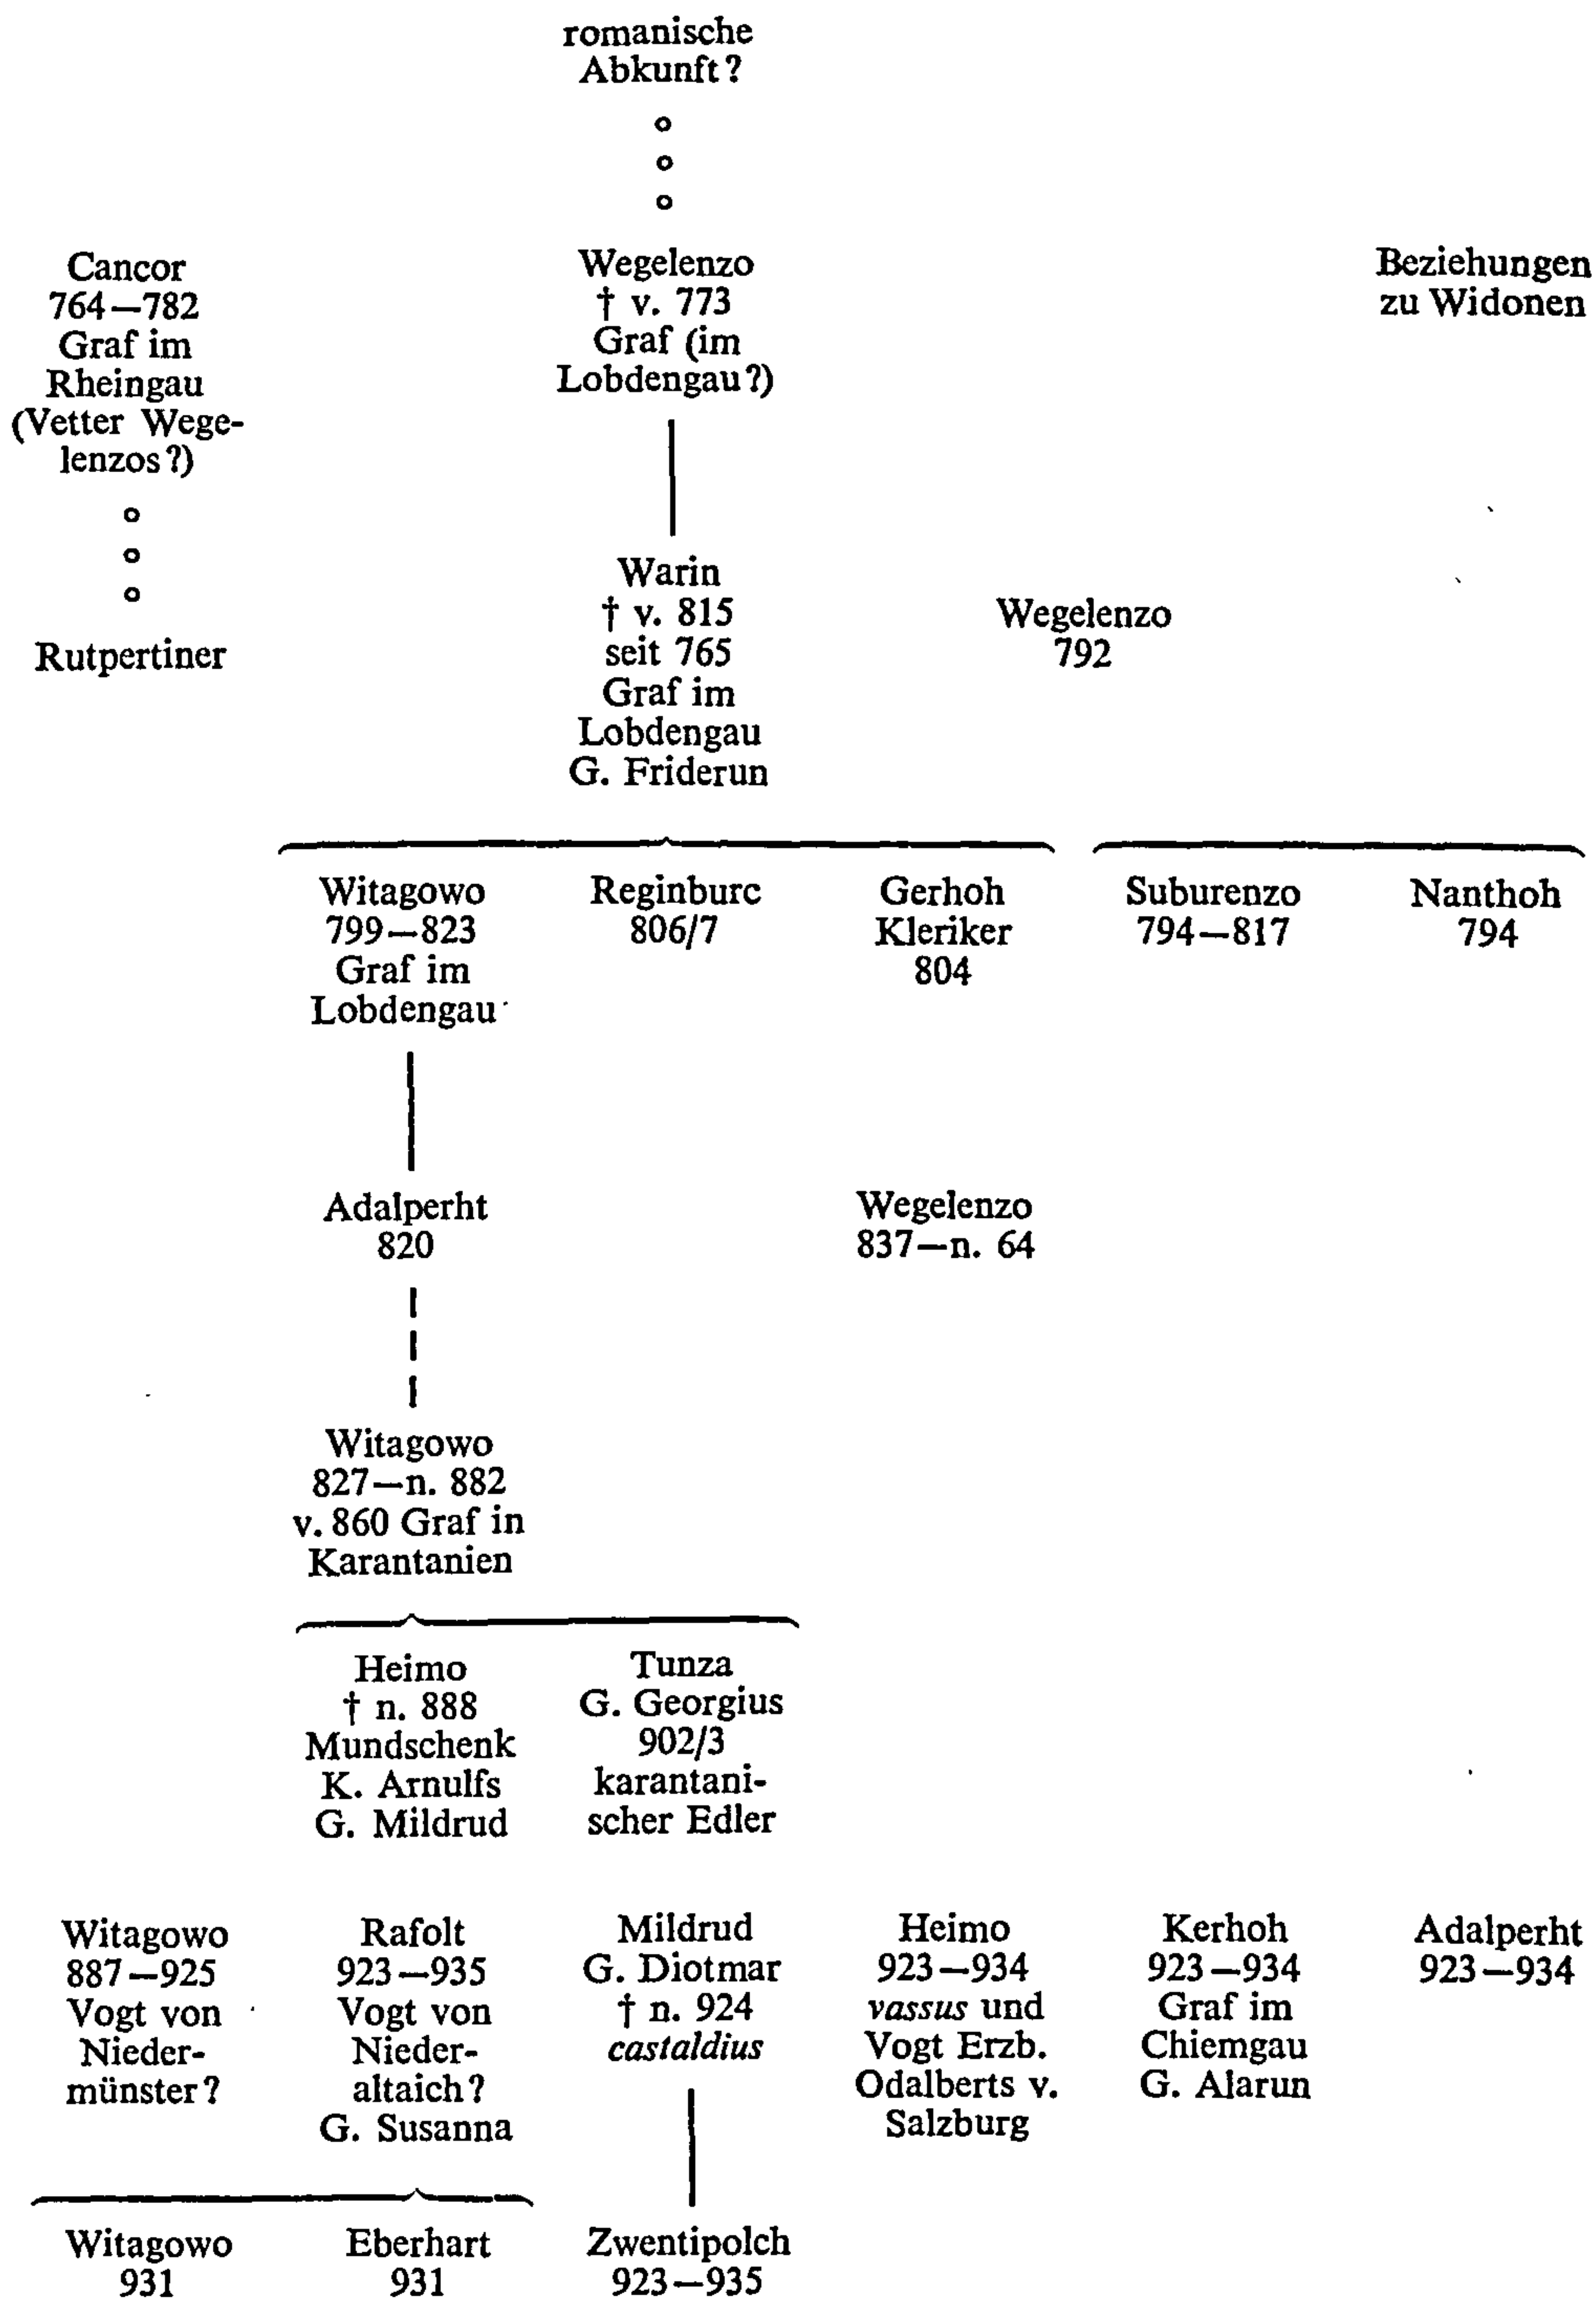 romanische
Abkunft?
Cancor
764—782
Graf im
Rheingau
(Vetter Wege-
lenzos?)
Rutpertiner
Wegelenzo
† v. 773
Graf (im
Lobdengau?)
Beziehungen
zu Widonen
Warin
† v. 815
seit 765
Graf im
Lobdengau
G. Friderun
Wegelenzo
792
Witagowo
799—823
Graf im
Lobdengau
Reginburc
806/7
Gerhoh
Kleriker
804
Suburenzo
794—817
Nanthoh
794
Adalperht
820
Wegelenzo
837—n. 64
Witagowo
827—n. 882
v. 860 Graf in
Karantanien
Heimo
† n. 888
Mundschenk
K. Arnulfs
G. Mildrud
Tunza
G. Georgius
902/3
karantani-
scher Edler
Witagowo
887—925
Vogt von
Nieder-
münster?
Rafolt
923—935
Vogt von
Nieder-
altaich?
G. Susanna
Mildrud
G. Diotmar
† n. 924
castaldius
Heimo
923—934
vassus und
Vogt Erzb.
Odalberts v.
Salzburg
Kerhoh
923—934
Graf im
Chiemgau
G. Alarun
Adalperht
923—934
Witagowo
931
Eberhart
931
Zwentipolch
923—935